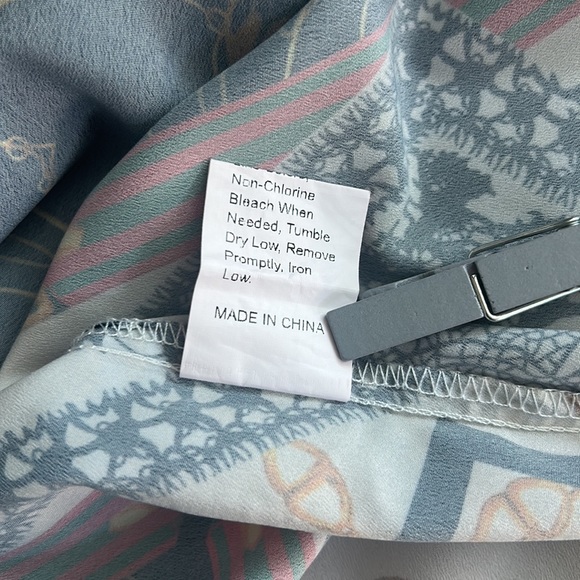 Non-Chlorine
Bleach When
Needed, Tumble
Dry Low, Remove
Promptly, Iron
Low.
MADE IN CHINA